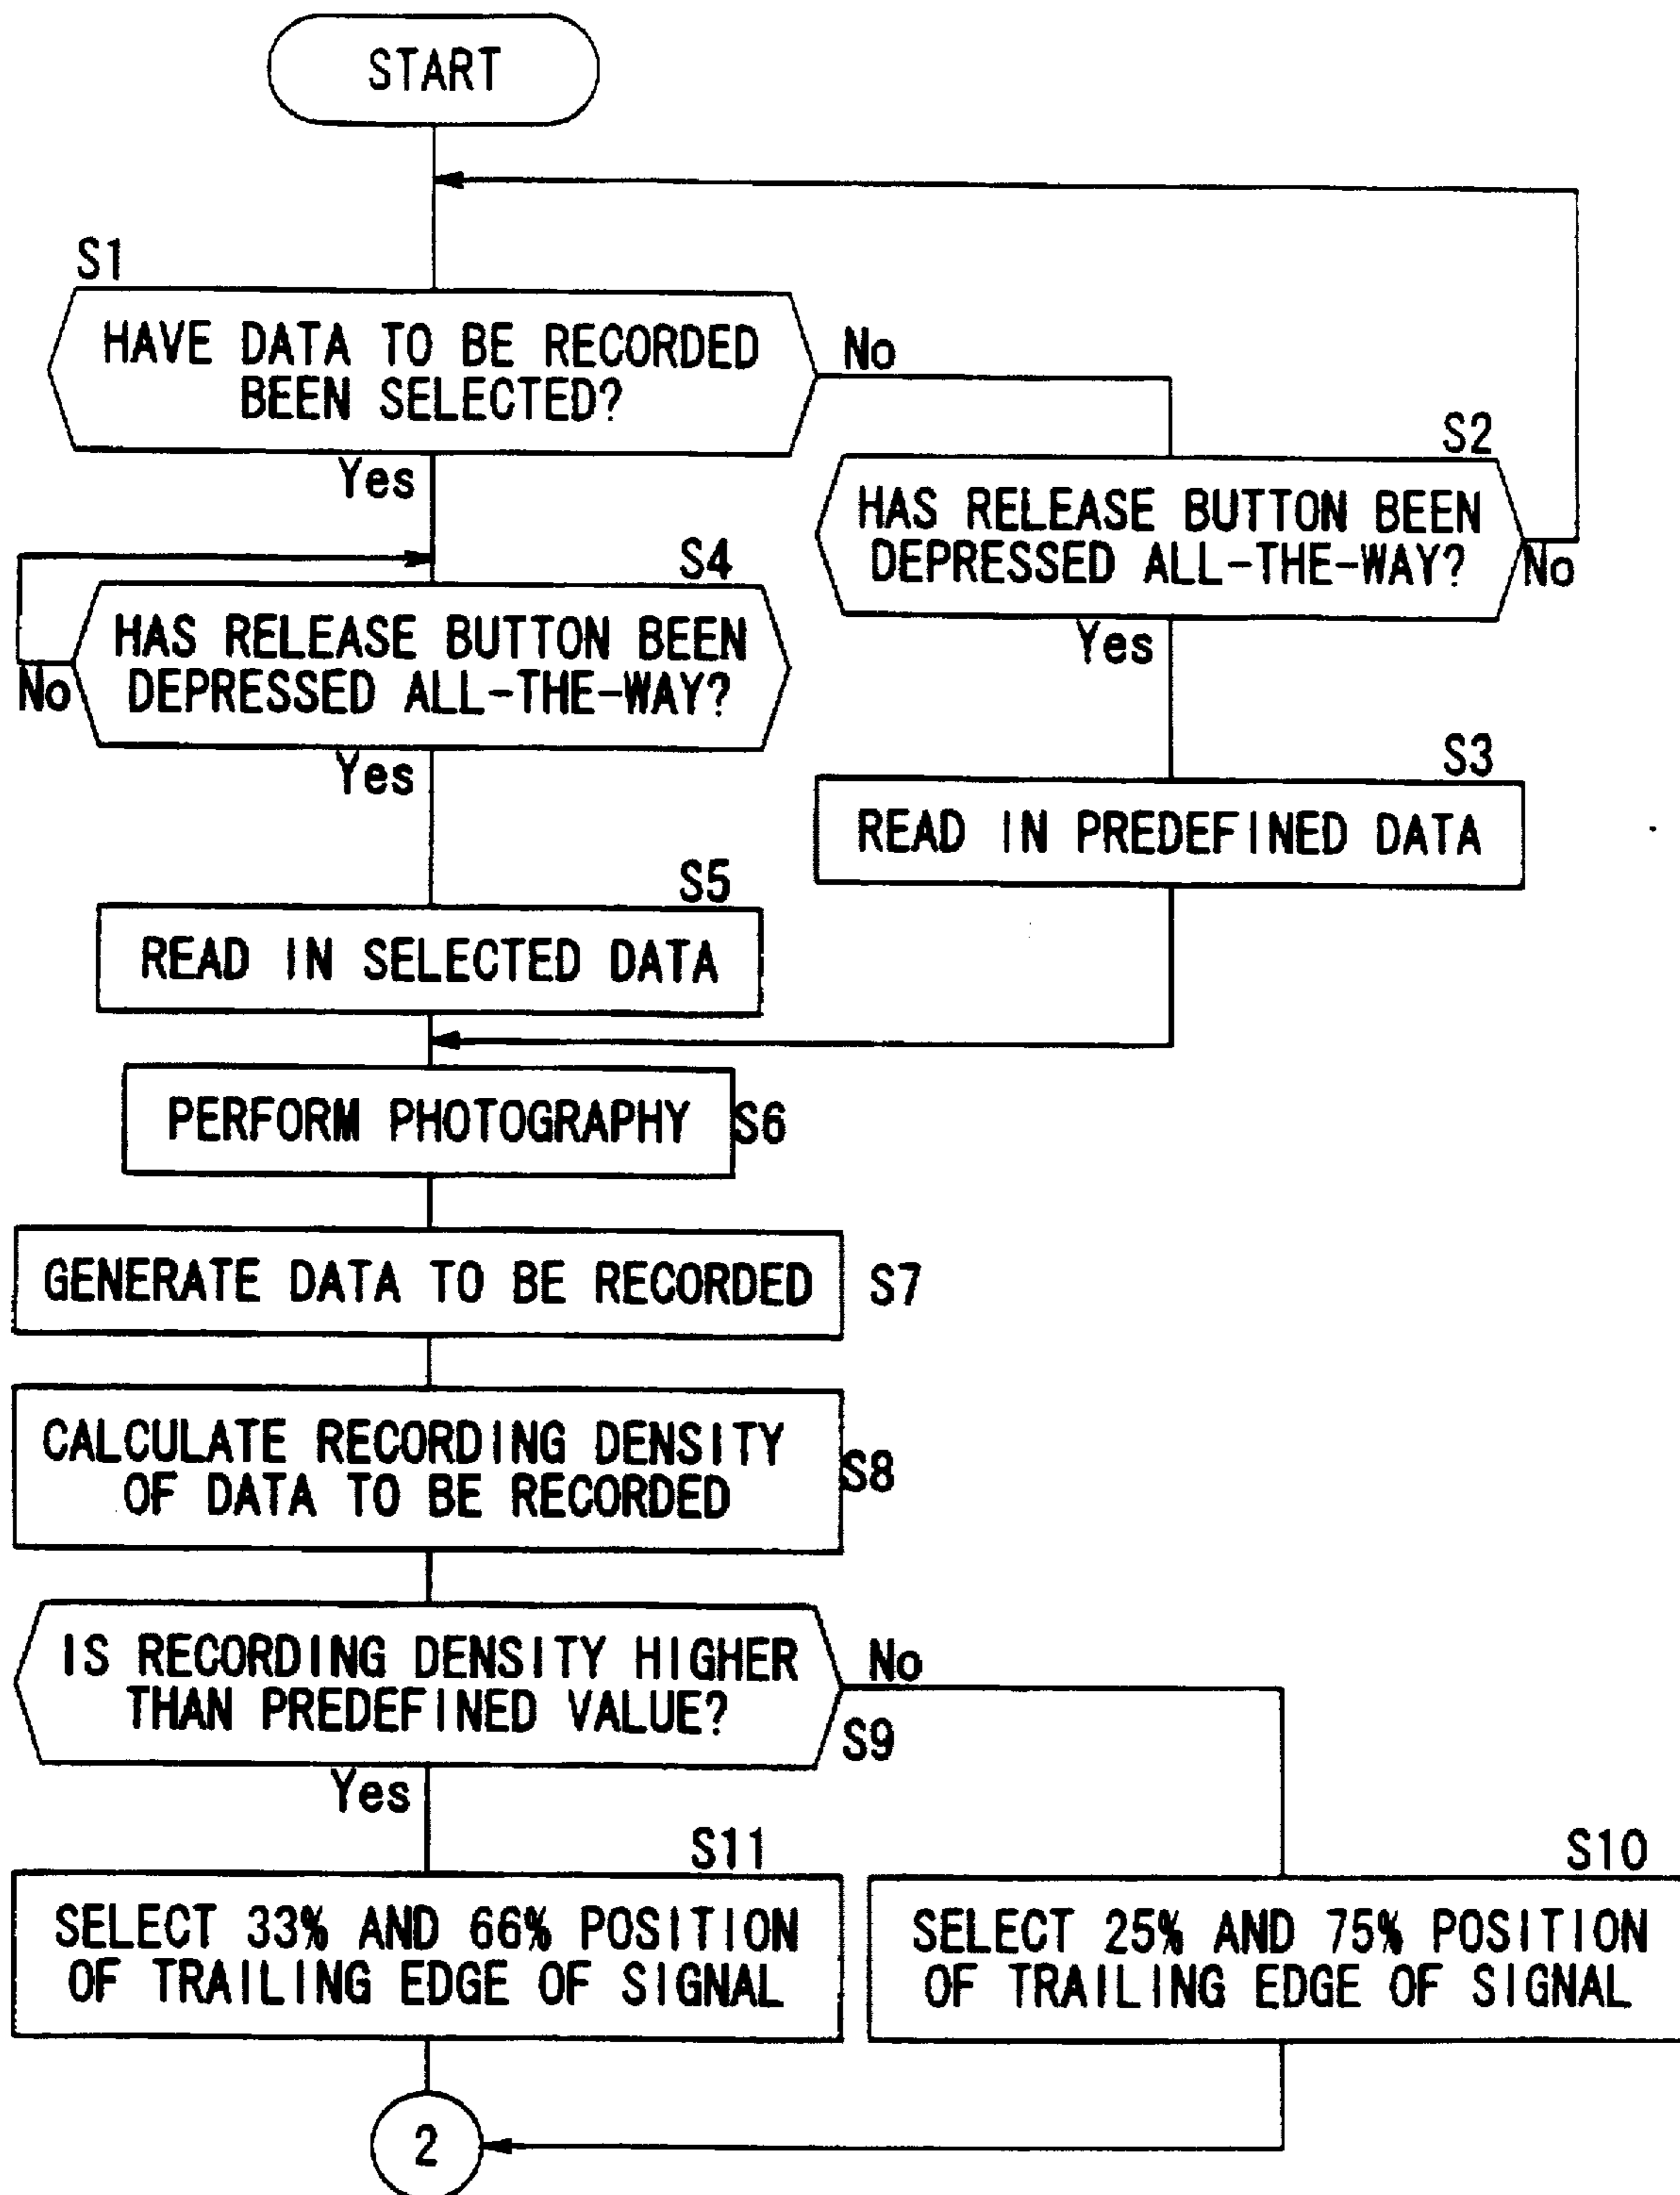 START
S1
HAVE DATA TO BE RECORDED
BEEN SELECTED?
No
Yes
S2
HAS RELEASE BUTTON BEEN
DEPRESSED ALL-THE-WAY?
No
Yes
S4
HAS RELEASE BUTTON BEEN
DEPRESSED ALL-THE-WAY?
No
Yes
S3
READ IN PREDEFINED DATA
S5
READ IN SELECTED DATA
PERFORM PHOTOGRAPHY
S6
GENERATE DATA TO BE RECORDED
S7
CALCULATE RECORDING DENSITY
OF DATA TO BE RECORDED
S8
IS RECORDING DENSITY HIGHER
THAN PREDEFINED VALUE?
No
S9
Yes
S11
SELECT 33% AND 66% POSITION
OF TRAILING EDGE OF SIGNAL
S10
SELECT 25% AND 75% POSITION
OF TRAILING EDGE OF SIGNAL
2